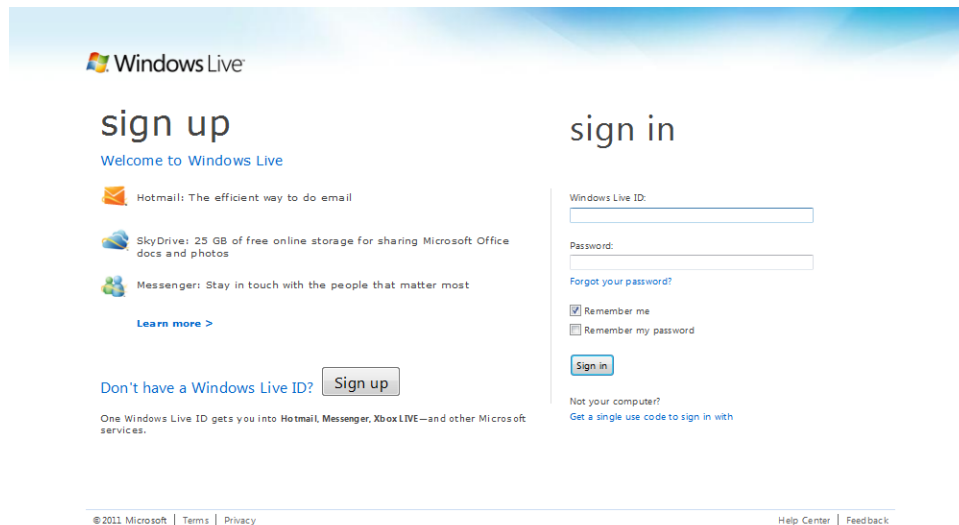 Windows Live
sign up
Welcome to Windows Live
Hotmail: The efficient way to do email
SkyDrive: 25 GB of free online storage for sharing Microsoft Office
docs and photos
Messenger: Stay in touch with the people that matter most
Learn more >
Don't have a Windows Live ID? Sign up
One Windows Live ID gets you into Hotmail, Messenger, Xbox LIVE—and other Microsoft
services.
sign in
Windows Live ID:
Password:
Forgot your password?
Remember me
Remember my password
Sign in
Not your computer?
Get a single use code to sign in with
©2011 Microsoft | Terms | Privacy
Help Center | Feedback